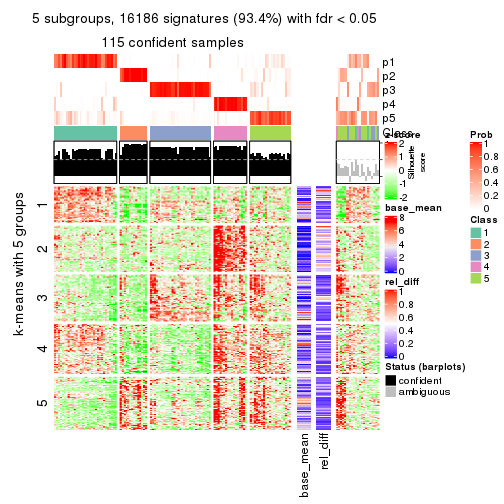 5 subgroups, 16186 signatures (93.4%) with fdr < 0.05
115 confident samples
p1
p2
p3
p4
p5
Class
z-score
2
1
0
-1
-2
Silhouette
score
Prob
1
0.8
0.6
0.4
0.2
0
base_mean
8
6
4
2
0
Class
1
2
3
4
5
rel_diff
1
0.8
0.6
0.4
0.2
0
Status (barplots)
confident
ambiguous
k-means with 5 groups
1
2
3
4
5
base_mean
rel_diff